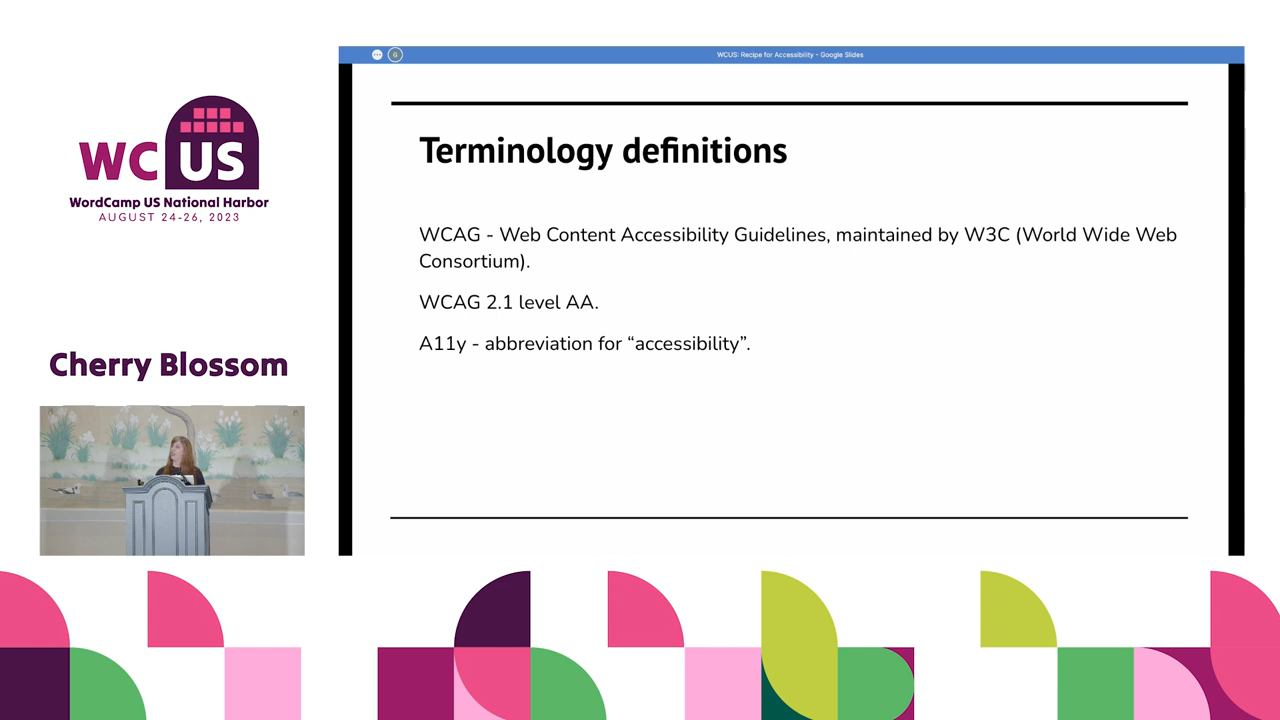 WCUS: Recipe for Accessibility - Google Slides
G
WC US
WordCamp US National Harbor
AUGUST 24-26, 2023
Cherry Blossom
Terminology definitions
WCAG - Web Content Accessibility Guidelines, maintained by W3C (World Wide Web
Consortium).
WCAG 2.1 level AA.
A11y - abbreviation for “accessibility”.